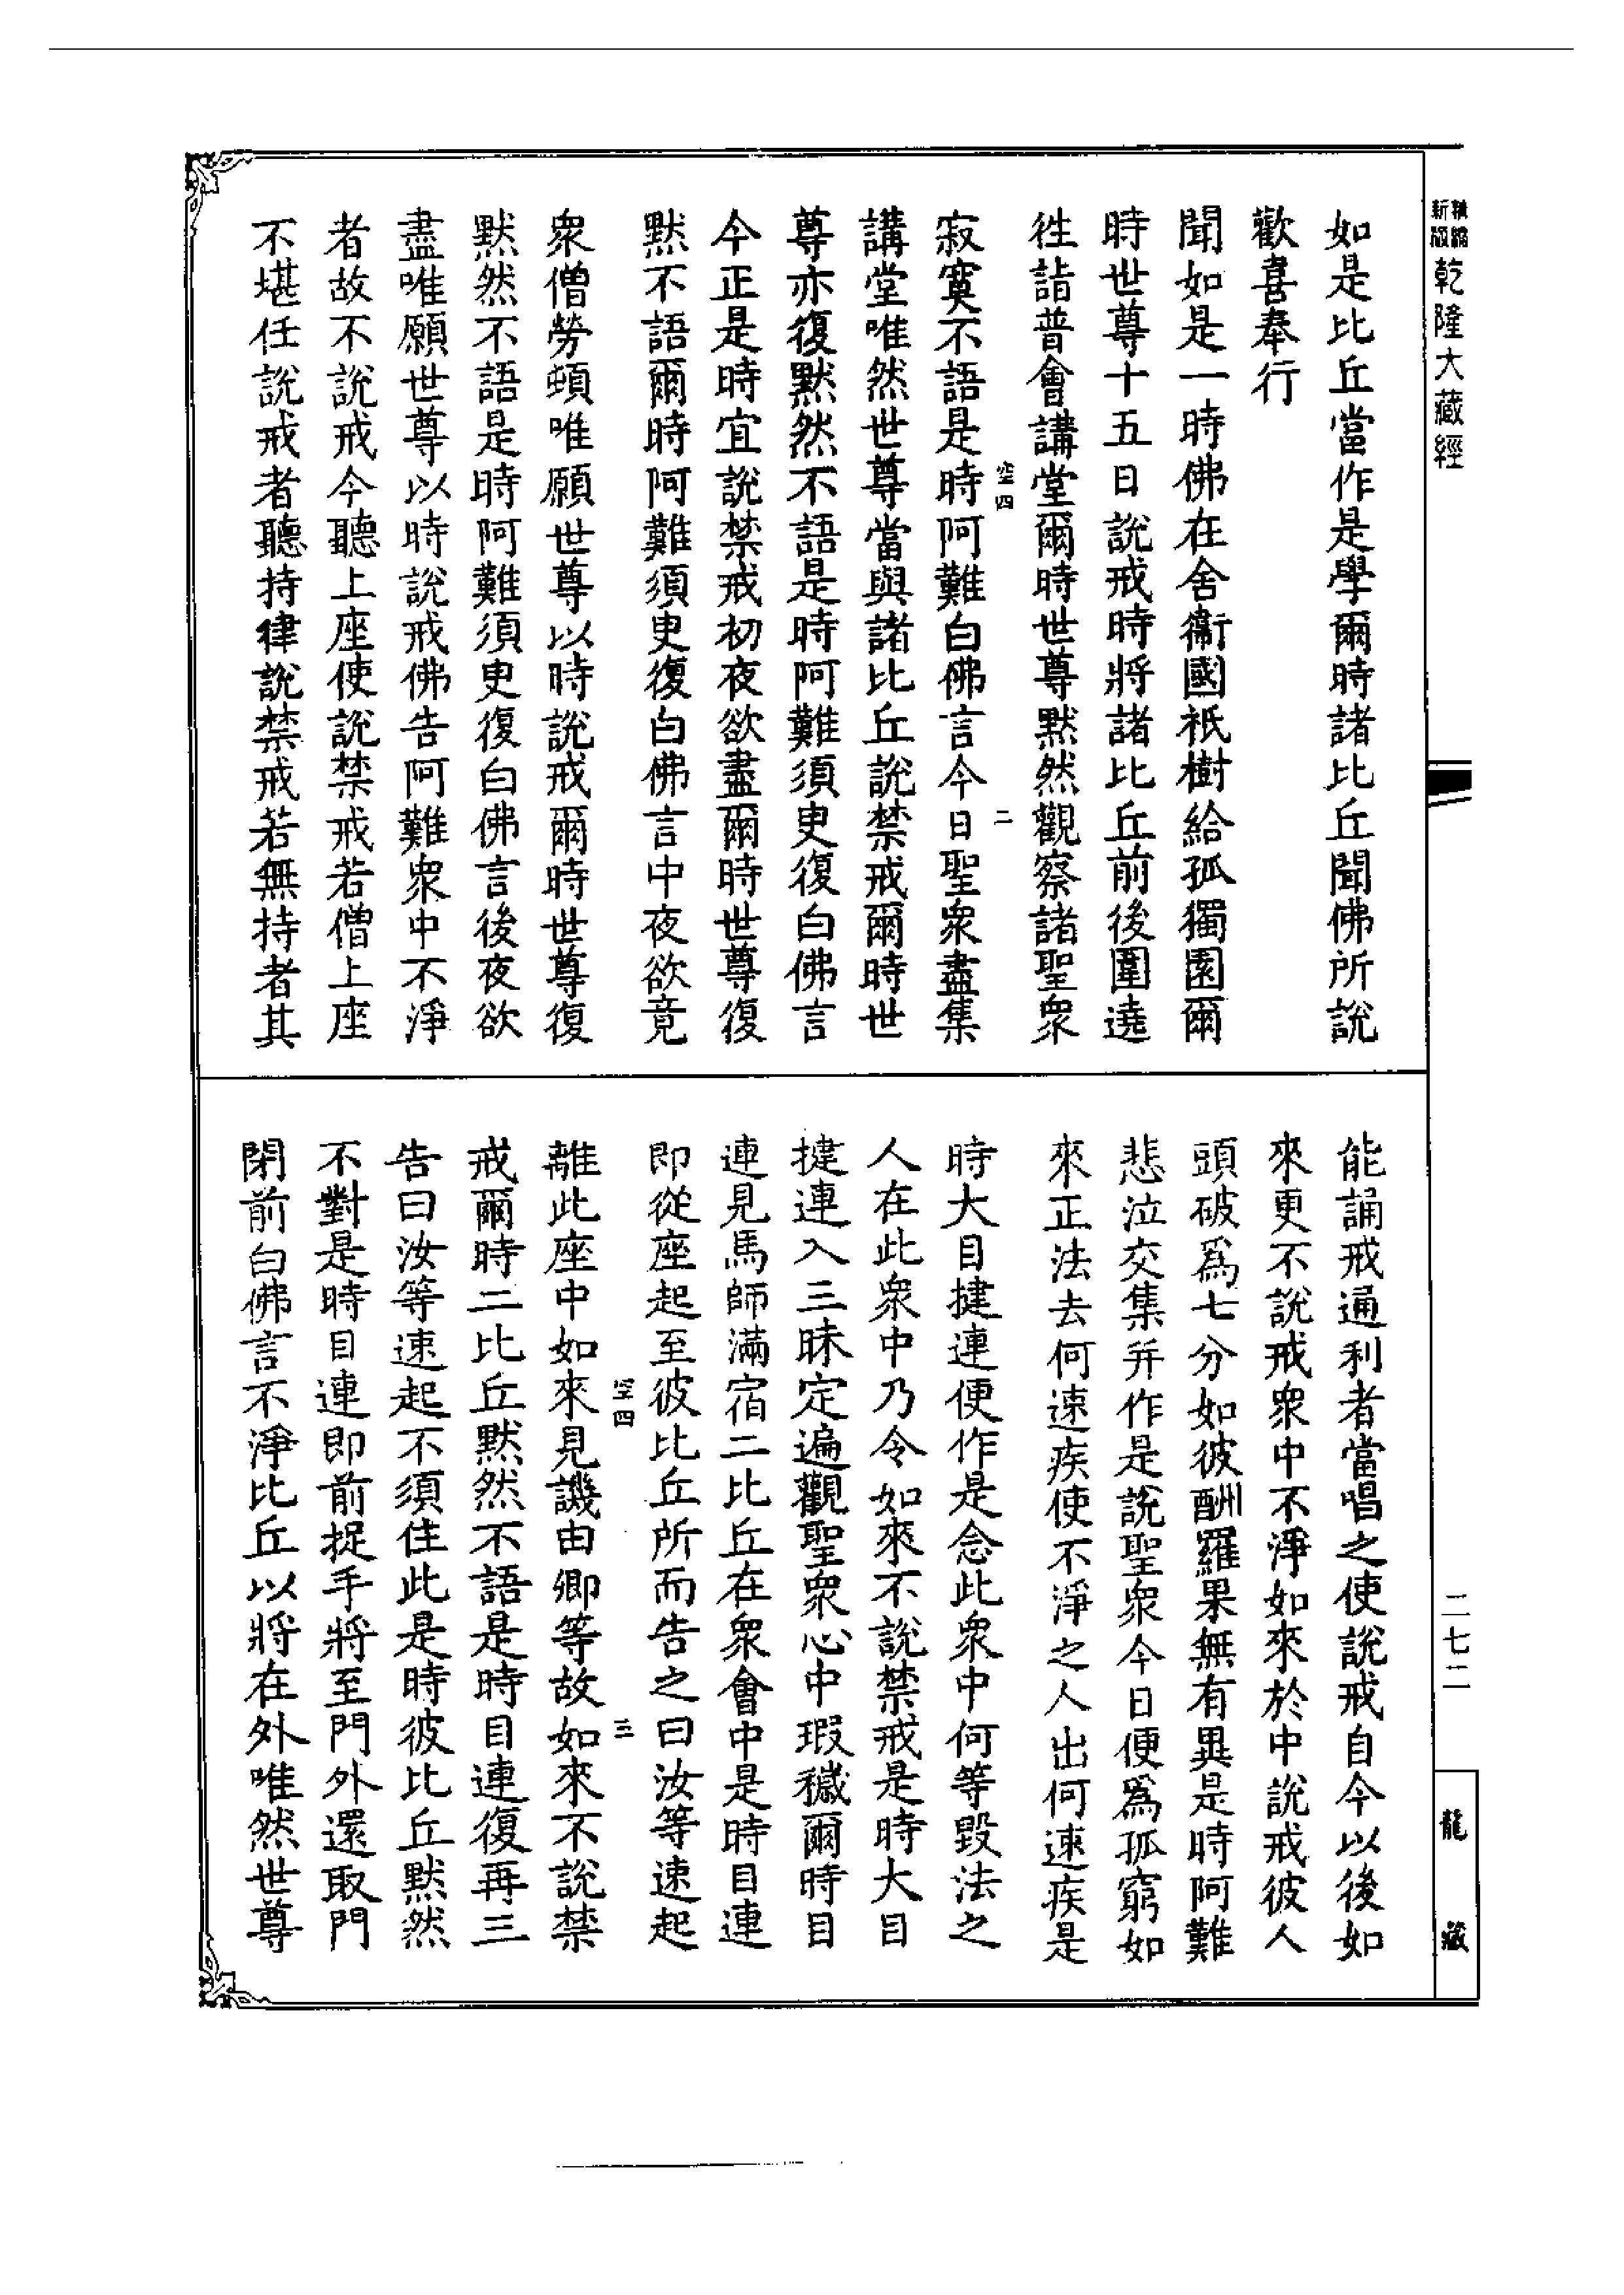 新編
縮版
乾隆大藏經
如是比丘當作是學爾時諸比丘聞佛所說
歡喜奉行
聞如是一時佛在舍衞國祇樹給孤獨園爾
時世尊十五日說戒時將諸比丘前後圍遶
徃詣普會講堂爾時世尊默然觀察諸聖衆
寂寞不語是時阿難白佛言今日聖衆盡集
空四
二
講堂唯然世尊當與諸比丘說禁戒爾時世
尊亦復默然不語是時阿難須臾復白佛言
今正是時宜說禁戒初夜欲盡爾時世尊復
默不語爾時阿難須臾復白佛言中夜欲竟
衆僧勞頓唯願世尊以時說戒爾時世尊復
默然不語是時阿難須臾復白佛言後夜欲
盡唯願世尊以時說戒佛告阿難衆中不淨
者故不說戒今聽上座使說禁戒若僧上座
不堪任說戒者聽持律說禁戒若無持者其
能誦戒通利者當唱之使說戒自今以後如
來更不說戒衆中不淨如來於中說戒彼人
頭破爲七分如彼酬羅果無有異是時阿難
悲泣交集幷作是說聖衆今日便爲孤窮如
來正法去何速疾使不淨之人出何速疾是
時大目揵連便作是念此衆中何等毀法之
人在此衆中乃令如來不說禁戒是時大目
揵連入三昧定遍觀聖衆心中瑕穢爾時目
連見馬師滿宿二比丘在衆會中是時目連
即從座起至彼比丘所而告之曰汝等速起
空四
三
離此座中如來見譏由卿等故如來不說禁
戒爾時二比丘默然不語是時目連復再三
告曰汝等速起不須住此是時彼比丘默然
不對是時目連即前捉手將至門外還取門
閉前白佛言不淨比丘以將在外唯然世尊
二七二
龍藏